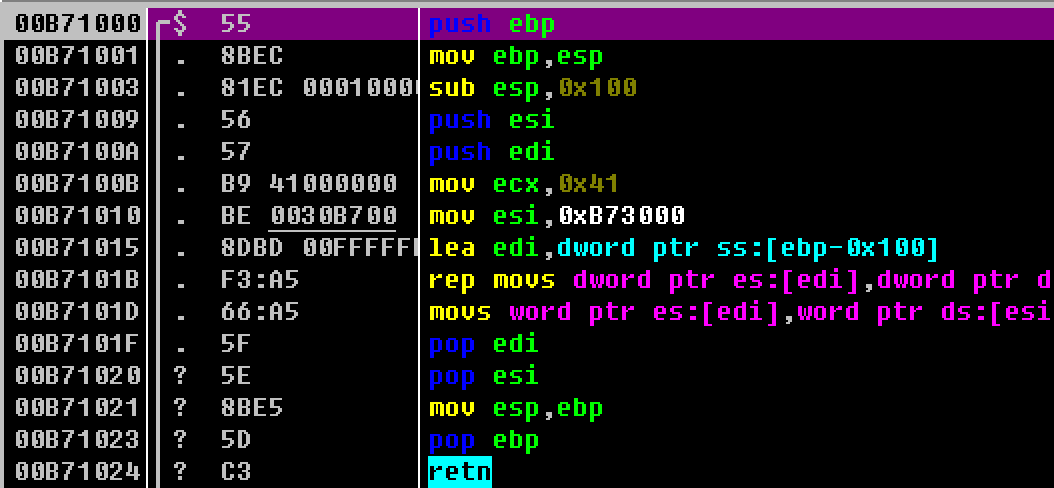 00B71000 $ 55 push ebp
00B71001 . 8BEC mov ebp,esp
00B71003 . 81EC 00010000 sub esp,0x100
00B71009 . 56 push esi
00B7100A . 57 push edi
00B7100B . B9 41000000 mov ecx,0x41
00B71010 . BE 0030B700 mov esi,0xB73000
00B71015 . 8DBD 00FFFFFF lea edi,dword ptr ss:[ebp-0x100]
00B7101B . F3:A5 rep movs dword ptr es:[edi],dword ptr d
00B7101D . 66:A5 movs word ptr es:[edi],word ptr ds:[esi
00B7101F . 5F pop edi
00B71020 ? 5E pop esi
00B71021 ? 8BE5 mov esp,ebp
00B71023 ? 5D pop ebp
00B71024 ? C3 retn